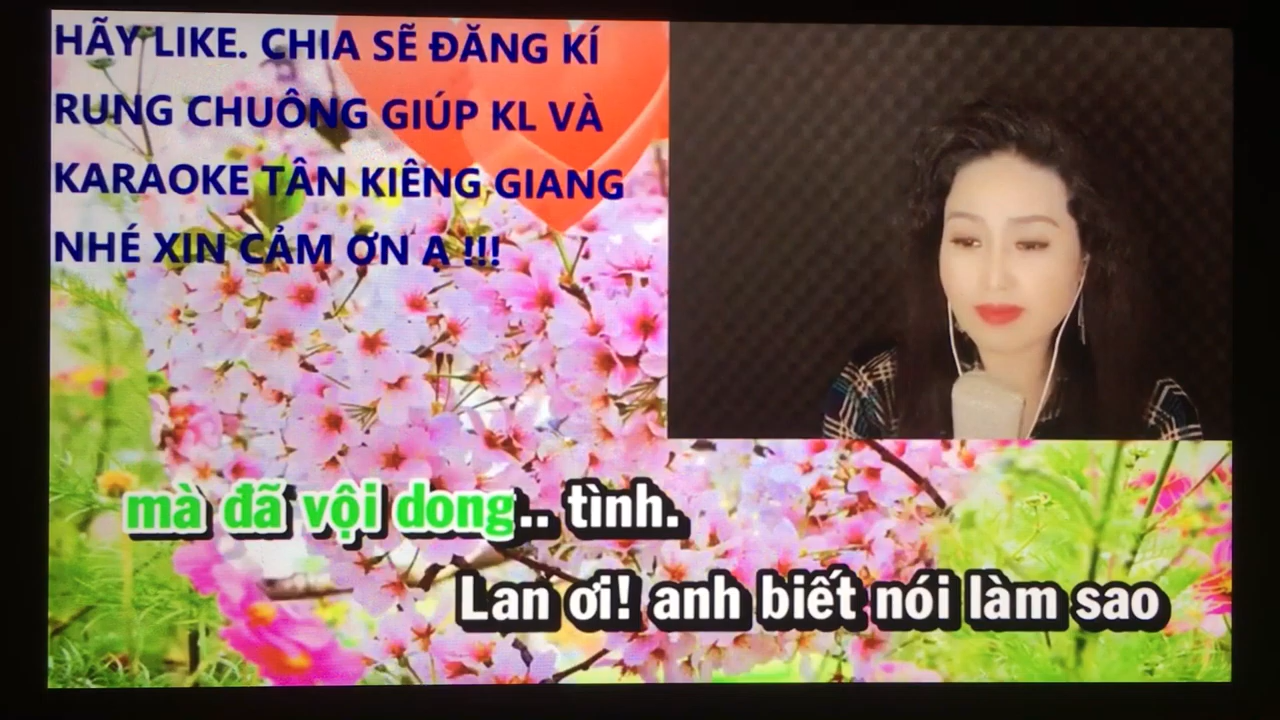 HÃY LIKE. CHIA SẼ ĐĂNG KÍ
RUNG CHUÔNG GIÚP KL VÀ
KARAOKE TÂN KIÊNG GIANG
NHÉ XIN CẢM ƠN Ạ !!!
mà đã vội dong.. tình.
Lan ơi! anh biết nói làm sao